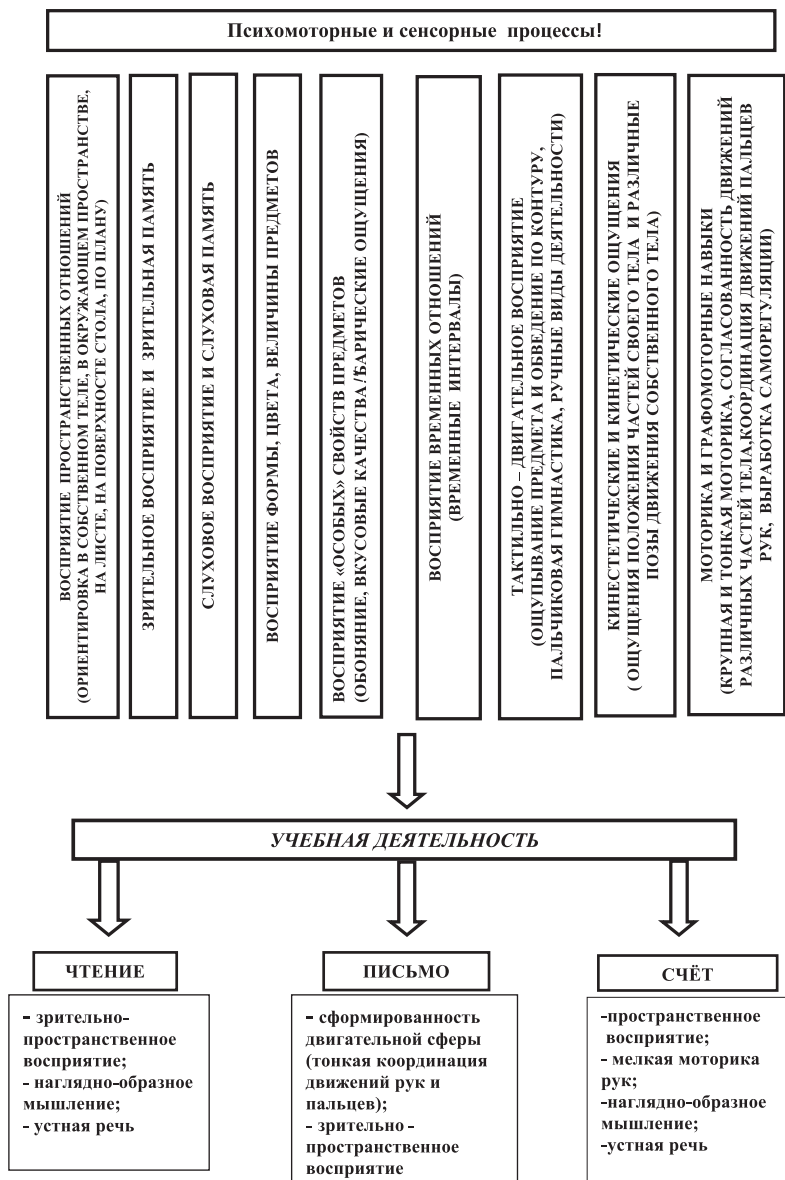 Психомоторные и сенсорные процессы!
ВОСПРИЯТИЕ ПРОСТРАНСТВЕННЫХ ОТНОШЕНИЙ
(ОРИЕНТИРОВКА В СОБСТВЕННОМ ТЕЛЕ, В ОКРУЖАЮЩЕМ ПРОСТРАНСТВЕ,
НА ЛИСТЕ, НА ПОВЕРХНОСТЕ СТОЛА, ПО ПЛАНУ)
ЗРИТЕЛЬНОЕ ВОСПРИЯТИЕ И ЗРИТЕЛЬНАЯ ПАМЯТЬ
СЛУХОВОЕ ВОСПРИЯТИЕ И СЛУХОВАЯ ПАМЯТЬ
ВОСПРИЯТИЕ ФОРМЫ, ЦВЕТА, ВЕЛИЧИНЫ ПРЕДМЕТОВ
ВОСПРИЯТИЕ «ОСОБЫХ» СВОЙСТВ ПРЕДМЕТОВ
(ОБОНЯНИЕ, ВКУСОВЫЕ КАЧЕСТВА/БАРИЧЕСКИЕ ОЩУЩЕНИЯ)
ВОСПРИЯТИЕ ВРЕМЕННЫХ ОТНОШЕНИЙ
(ВРЕМЕННЫЕ ИНТЕРВАЛЫ)
ТАКТИЛЬНО – ДВИГАТЕЛЬНОЕ ВОСПРИЯТИЕ
(ОЩУПЫВАНИЕ ПРЕДМЕТА И ОБВЕДЕНИЕ ПО КОНТУРУ,
ПАЛЬЧИКОВАЯ ГИМНАСТИКА, РУЧНЫЕ ВИДЫ ДЕЯТЕЛЬНОСТИ)
КИНЕСТЕТИЧЕСКИЕ И КИНЕТИЧЕСКИЕ ОЩУЩЕНИЯ
( ОЩУЩЕНИЯ ПОЛОЖЕНИЯ ЧАСТЕЙ СВОЕГО ТЕЛА И РАЗЛИЧНЫЕ
ПОЗЫ ДВИЖЕНИЯ СОБСТВЕННОГО ТЕЛА)
МОТОРИКА И ГРАФОМОТОРНЫЕ НАВЫКИ
(КРУПНАЯ И ТОНКАЯ МОТОРИКА, СОГЛАСОВАННОСТЬ ДВИЖЕНИЙ
РАЗЛИЧНЫХ ЧАСТЕЙ ТЕЛА,КООРДИНАЦИЯ ДВИЖЕНИЙ ПАЛЬЦЕВ
РУК, ВЫРАБОТКА САМОРЕГУЛЯЦИИ)
УЧЕБНАЯ ДЕЯТЕЛЬНОСТЬ
ЧТЕНИЕ
- зрительно-
пространственное
восприятие;
- наглядно-образное
мышление;
- устная речь
ПИСЬМО
- сформированность
двигательной сферы
(тонкая координация
движений рук и
пальцев);
- зрительно -
пространственное
восприятие
СЧЁТ
-пространственное
восприятие;
- мелкая моторика
рук;
-наглядно-образное
мышление;
-устная речь